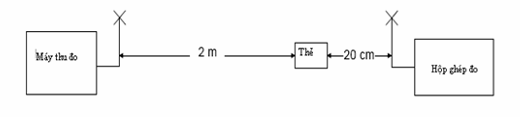 Máy thu đo
2 m
Thẻ
20 cm
Hộp ghép đo